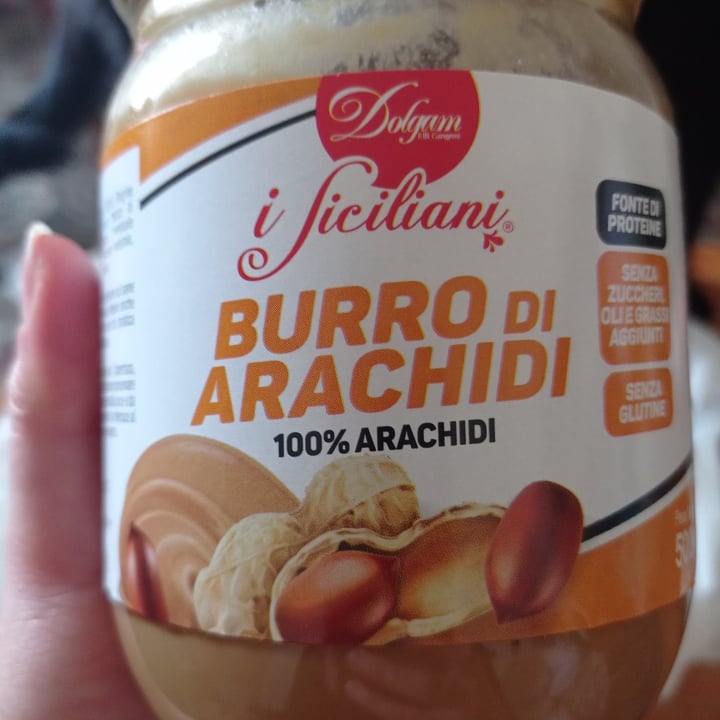 Dolgam
i Siciliani®
BURRO DI
ARACHIDI
100% ARACHIDI
FONTE DI
PROTEINE
SENZA
ZUCCHERI,
OLI E GRASSI
AGGIUNTI
SENZA
GLUTINE